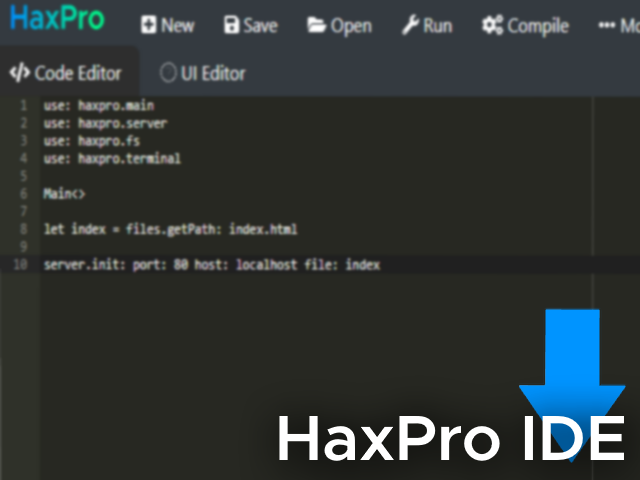 HaxPro New Save Open Run Compile Mo
</> Code Editor UI Editor
1 use: haxpro.main
2 use: haxpro.server
3 use: haxpro.fs
4 use: haxpro.terminal
5
6 Main<>
7
8 let index = files.getPath: index.html
9
10 server.init: port: 80 host: localhost file: index
HaxPro IDE